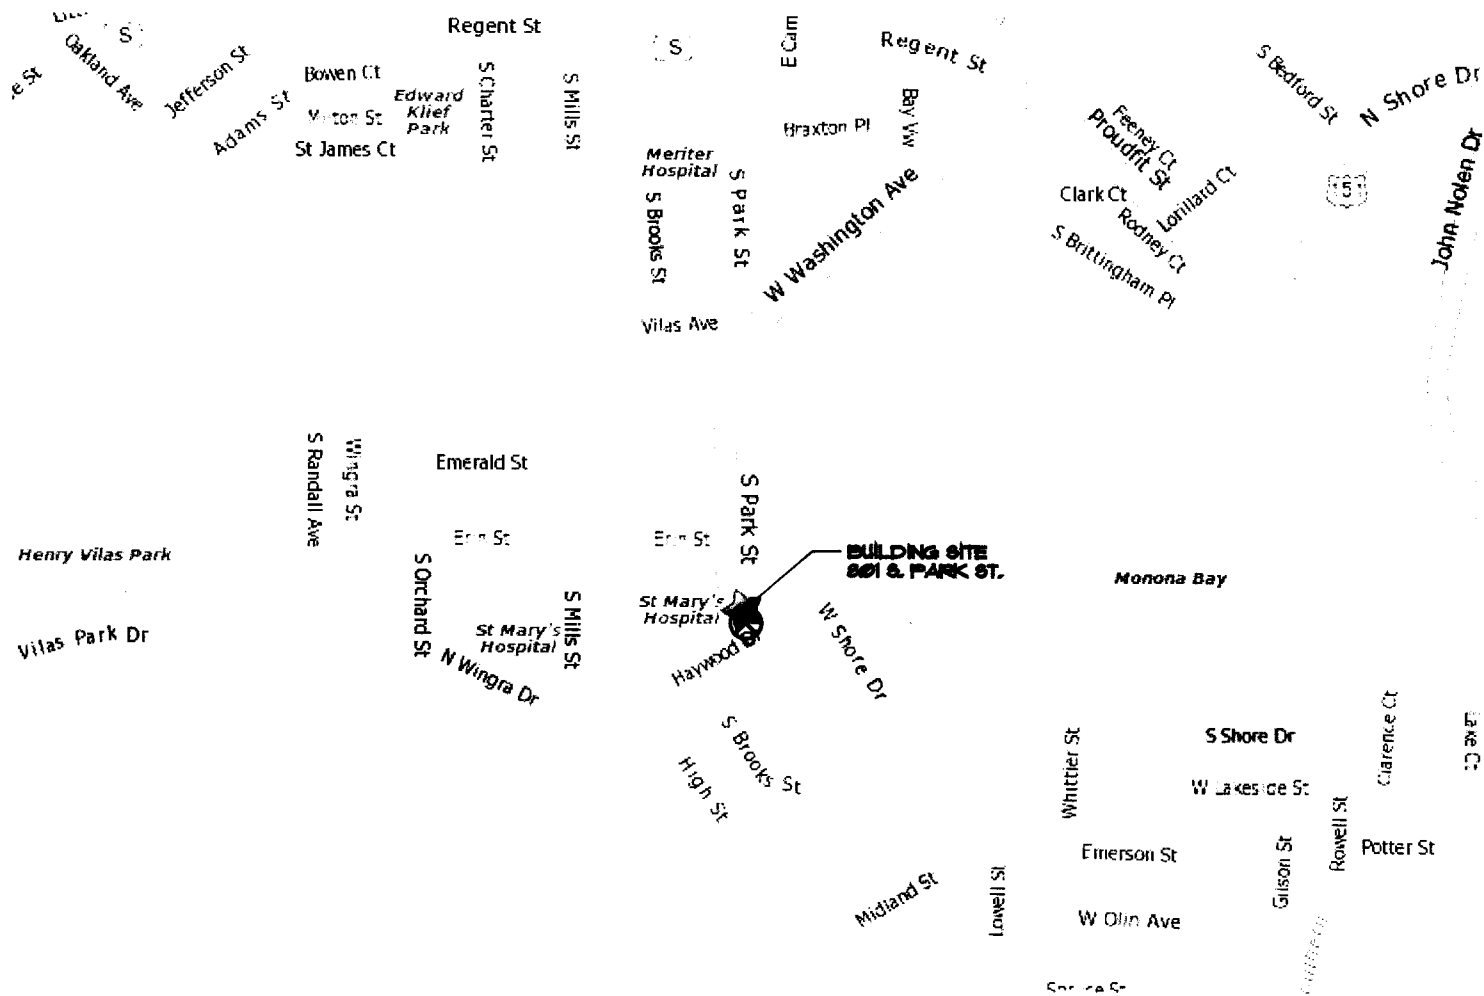 S
Regent St
S
E Cam
Regent St
S Bedford St
N Shore Dr
Oakland Ave
Jefferson St
Adams St
Bowen Ct
St James Ct
Edward
Klief
Park
S Charter St
S Mills St
Meriter
Hospital
S Brooks St
S Park St
Braxton Pl
Bay Vw
W Washington Ave
Vilas Ave
Feeney Ct
Proudfit St
Clark Ct
Rodney Ct
Lorillard Ct
S Brittingham Pl
151
John Nolen Dr
S Randall Ave
Wingra St
Emerald St
Erin St
Erin St
S Park St
Henry Vilas Park
Vilas Park Dr
S Orchard St
St Mary's
Hospital
S Mills St
N Wingra Dr
St Mary's
Hospital
Haywood Dr
BUILDING SITE
801 S. PARK ST.
W Shore Dr
Monona Bay
S Brooks St
High St
Whittier St
S Shore Dr
W Lakeside St
Clarence Ct
Lake Ct
Emerson St
Gilson St
Rowell St
Potter St
Midland St
Lowell St
W Olin Ave